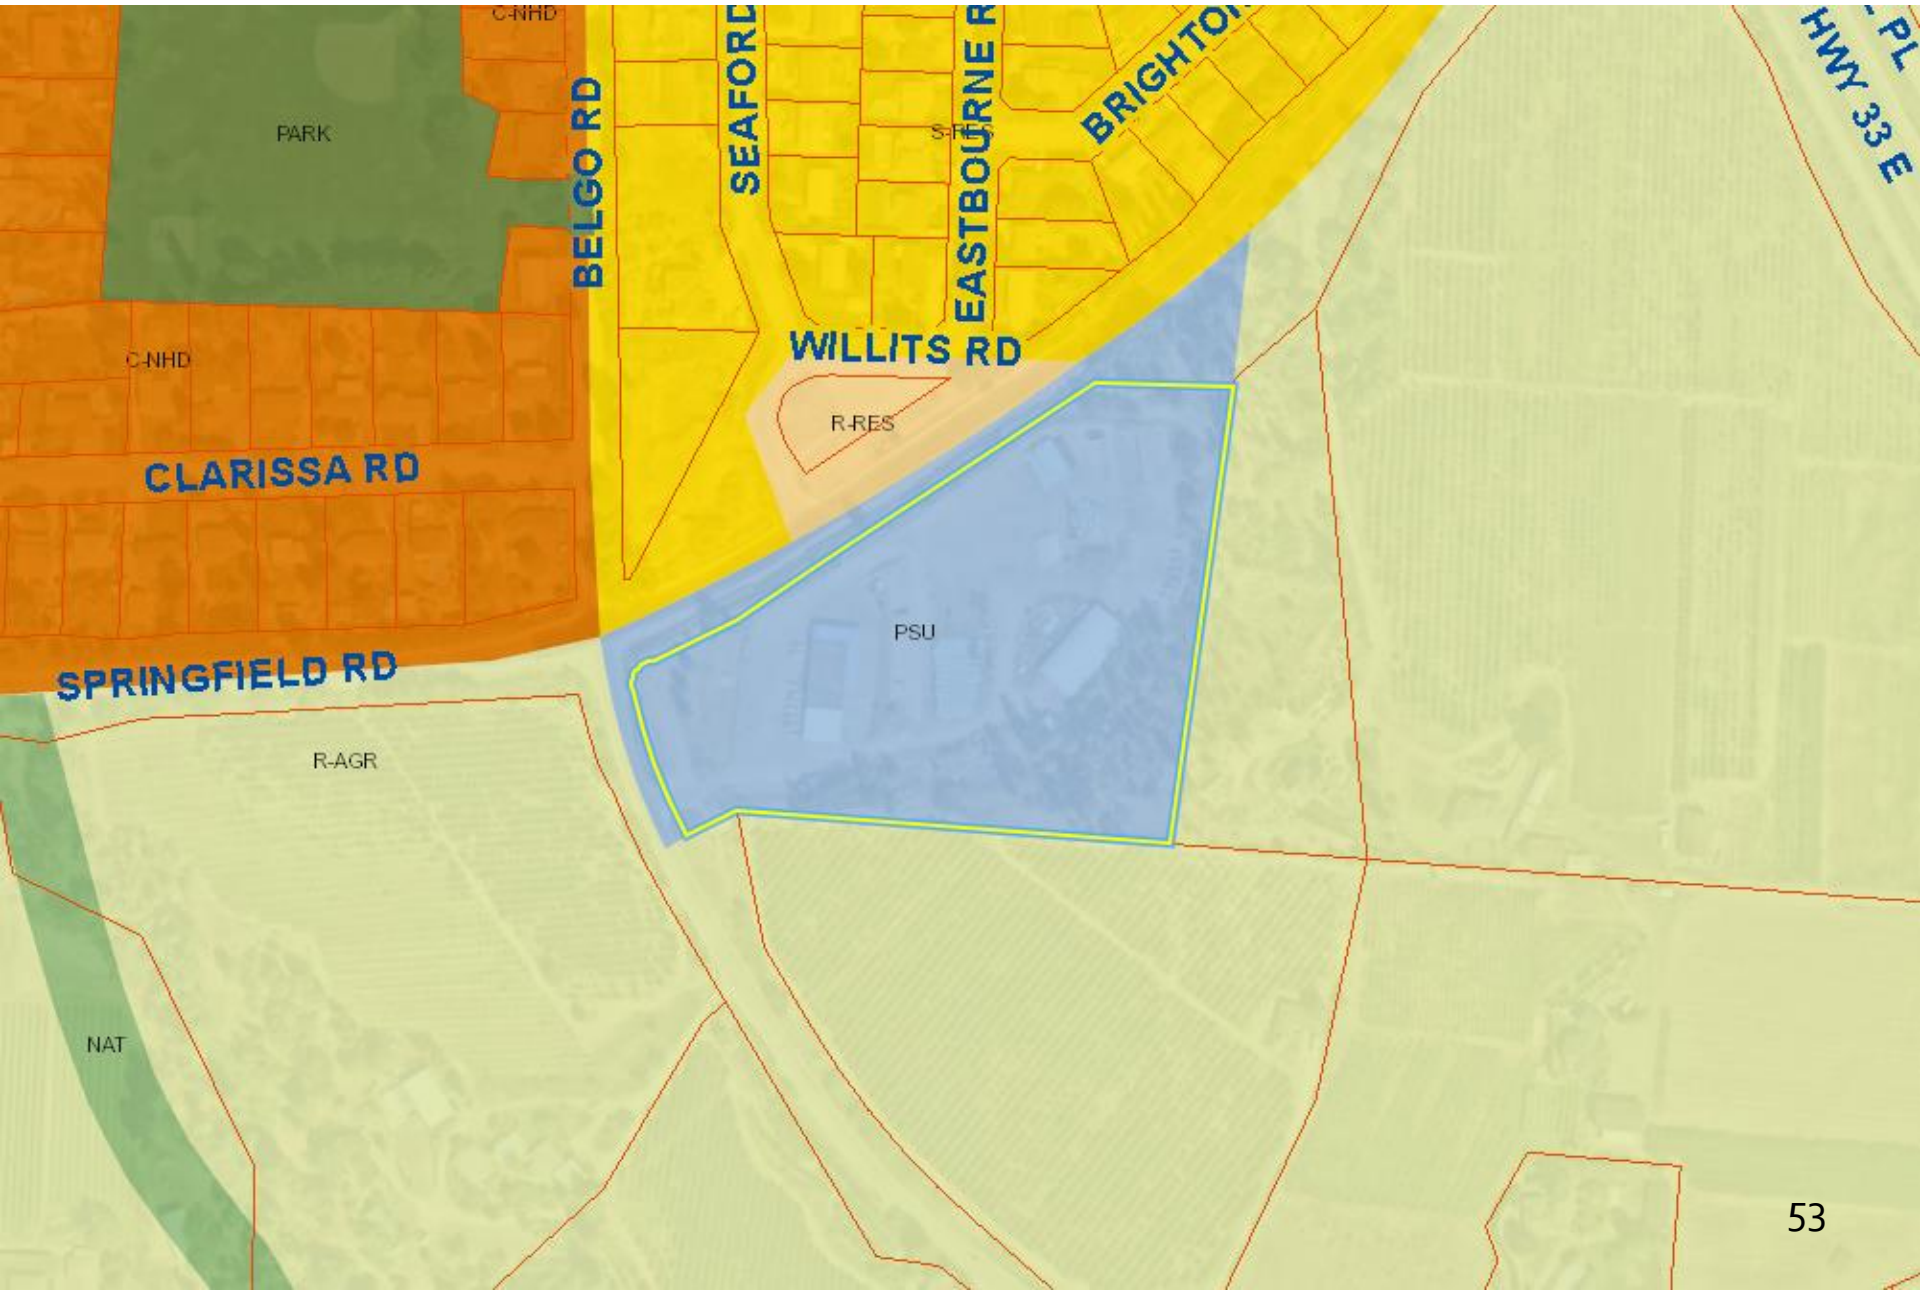 C-NHD
PARK
BELGO RD
SEAFORD
EASTBOURNE R
S-RES
BRIGHTON
PL
HWY 33 E
WILLITS RD
C-NHD
R-RES
CLARISSA RD
PSU
SPRINGFIELD RD
R-AGR
NAT
53